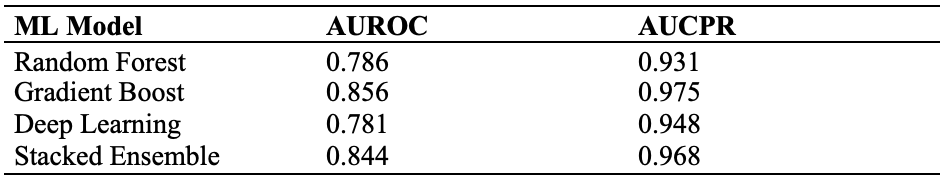 ML Model AUROC AUCPR
Random Forest 0.786 0.931
Gradient Boost 0.856 0.975
Deep Learning 0.781 0.948
Stacked Ensemble 0.844 0.968